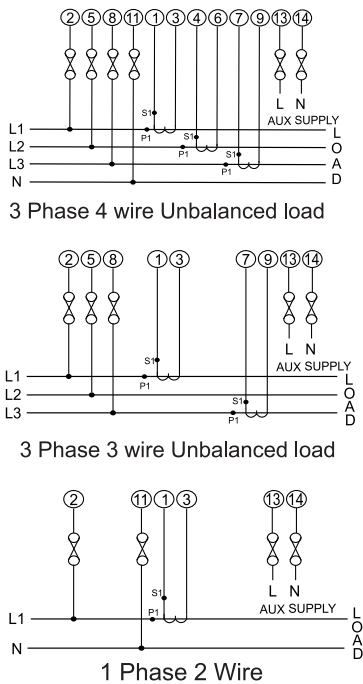 2 5 8 11 1 3 4 6 7 9 13 14
L N
AUX SUPPLY
S1
L1 L
P1 S1
L2 O
P1 S1
L3 A
P1
N D
3 Phase 4 wire Unbalanced load
2 5 8 1 3 7 9 13 14
L N
AUX SUPPLY
S1
L1 L
P1
L2 O
S1 A
L3
P1 D
3 Phase 3 wire Unbalanced load
2 11 1 3 13 14
L N
S1
AUX SUPPLY
P1
L1 L
O
A
N D
1 Phase 2 Wire